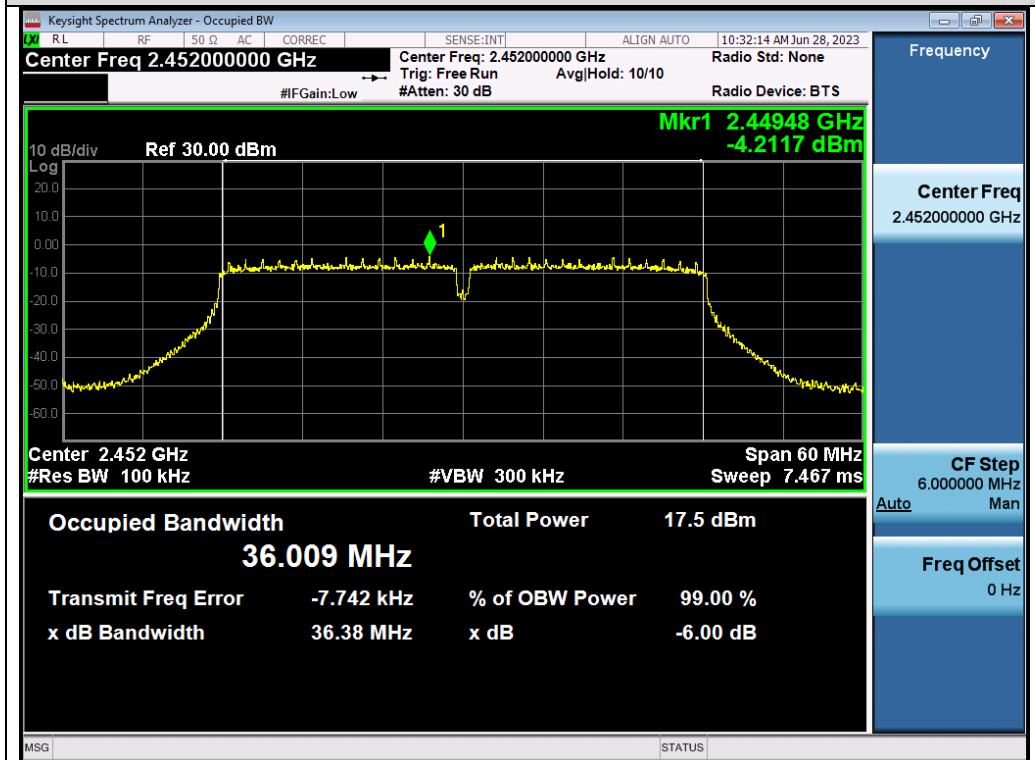 Keysight Spectrum Analyzer - Occupied BW
LXI RL RF 50 Ω AC CORREC SENSE:INT ALIGN AUTO 10:32:14 AM Jun 28, 2023
Center Freq 2.452000000 GHz
Center Freq: 2.452000000 GHz
Radio Std: None
Trig: Free Run Avg|Hold: 10/10
#IFGain:Low #Atten: 30 dB Radio Device: BTS
Mkr1 2.44948 GHz
-4.2117 dBm
10 dB/div Ref 30.00 dBm
Log
20.0
10.0
0.00
-10.0
-20.0
-30.0
-40.0
-50.0
-60.0
1
Center 2.452 GHz Span 60 MHz
#Res BW 100 kHz #VBW 300 kHz Sweep 7.467 ms
Occupied Bandwidth Total Power 17.5 dBm
36.009 MHz
Transmit Freq Error -7.742 kHz % of OBW Power 99.00 %
x dB Bandwidth 36.38 MHz x dB -6.00 dB
MSG STATUS
Frequency
Center Freq
2.452000000 GHz
CF Step
6.000000 MHz
Auto Man
Freq Offset
0 Hz